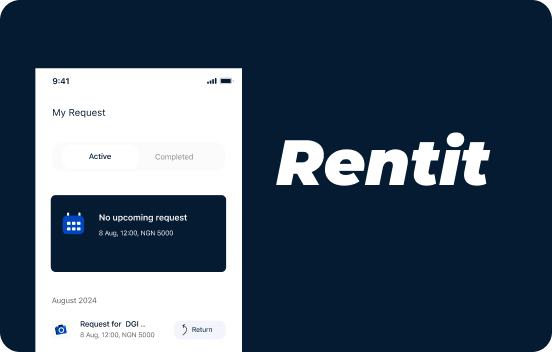 9:41
My Request
Active
Completed
Rentit
No upcoming request
8 Aug, 12:00, NGN 5000
August 2024
Request for DGI ..
8 Aug, 12:00, NGN 5000
Return